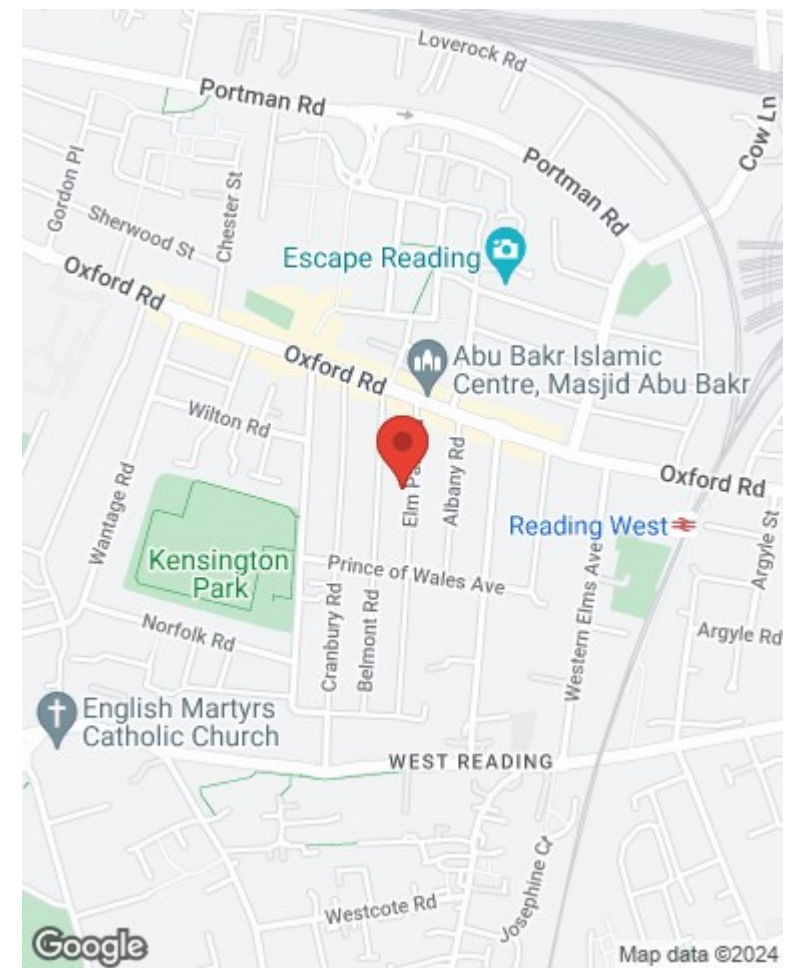 Loverock Rd
Portman Rd
Cow Ln
Portman Rd
Gordon Pl
Chester St
Sherwood St
Escape Reading
Oxford Rd
Oxford Rd
Abu Bakr Islamic
Centre, Masjid Abu Bakr
Wilton Rd
Elm
Albany Rd
Oxford Rd
Wantage Rd
Reading West
Argyle St
Kensington
Park
Prince of Wales Ave
Western Elms Ave
Norfolk Rd
Cranbury Rd
Belmont Rd
Argyle Rd
English Martyrs
Catholic Church
WEST READING
Josephine Ct
Westcote Rd
Google
Map data ©2024